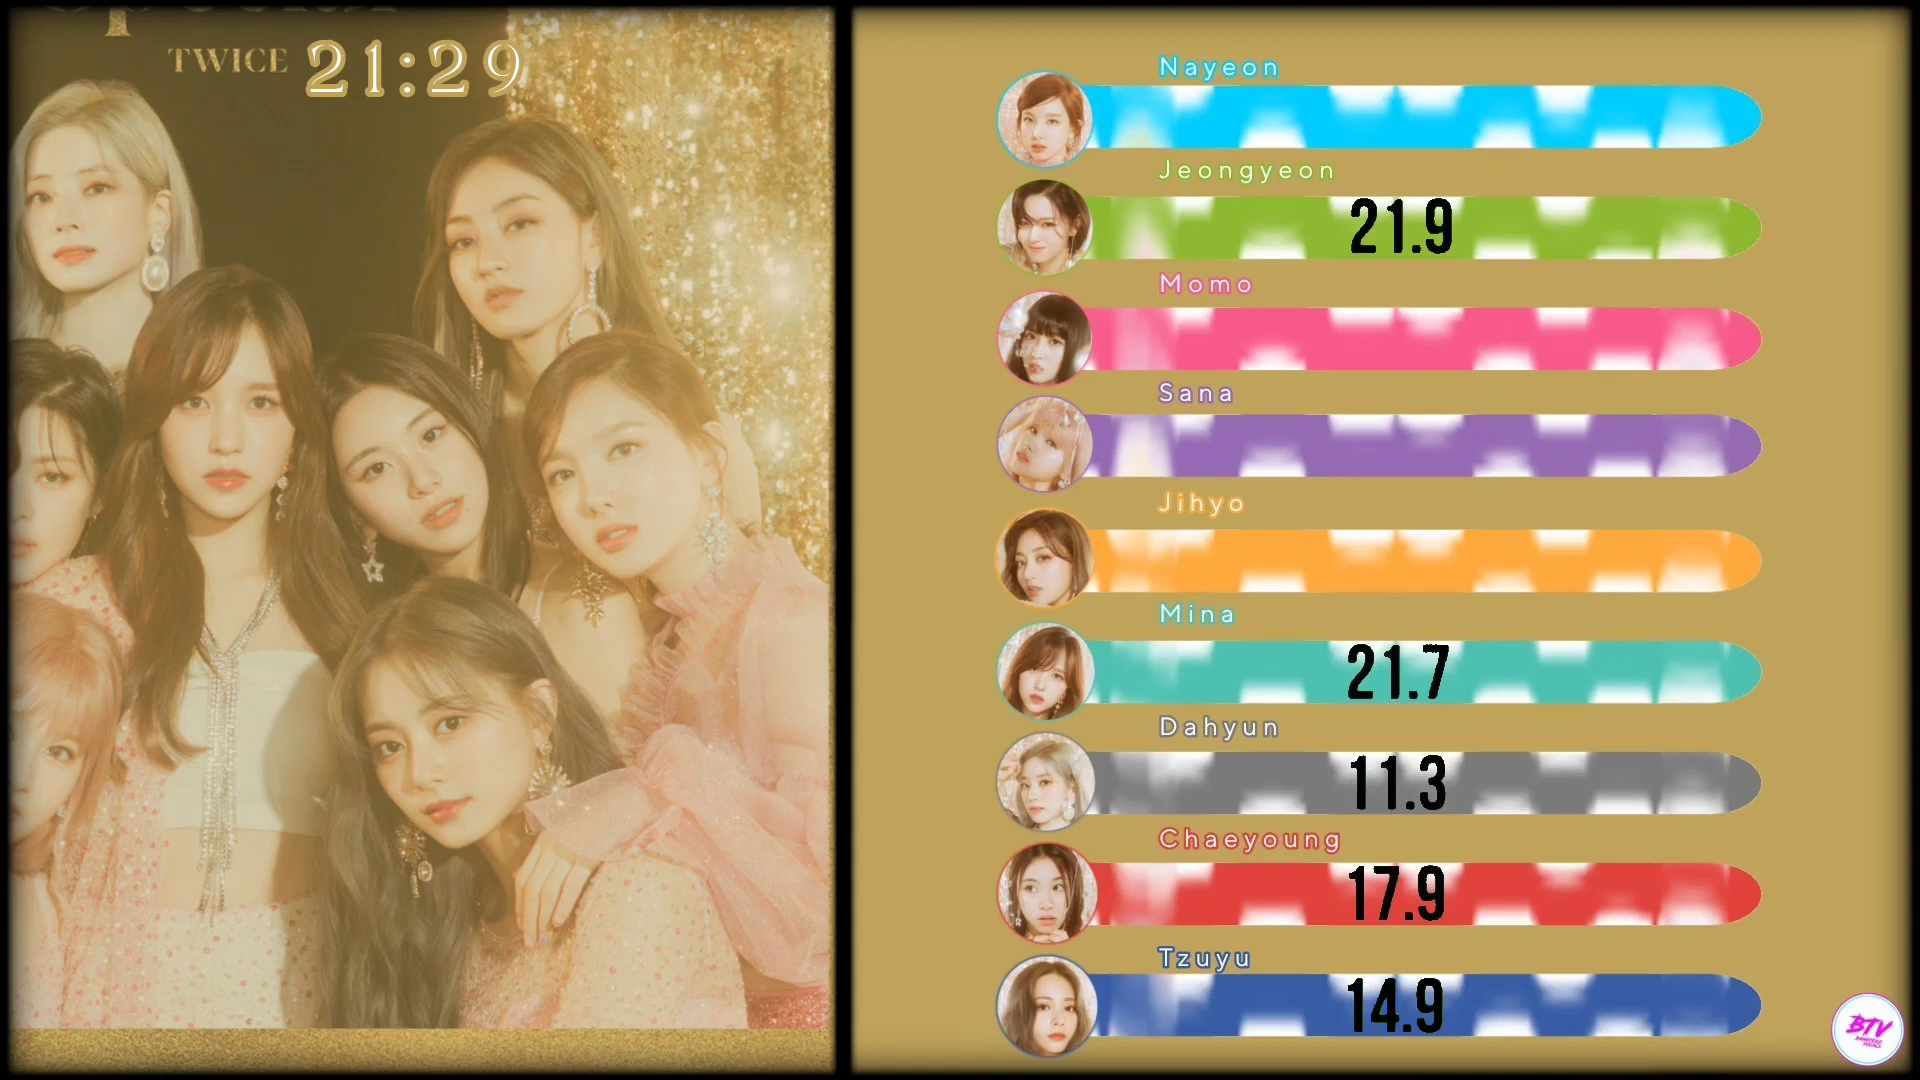 TWICE 21:29
Nayeon
Jeongyeon
21.9
Momo
Sana
Jihyo
Mina
21.7
Dahyun
11.3
Chaeyoung
17.9
Tzuyu
14.9
BTV